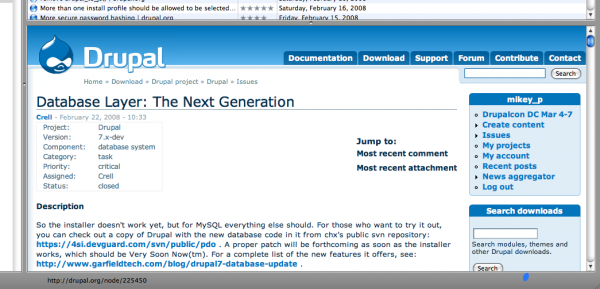 More than one install profile should be allowed to be selected... Saturday, February 16, 2008
More secure password hashing | drupal.org Friday, February 15, 2008
Drupal
Documentation Download Support Forum Contribute Contact
Search
Home » Download » Drupal project » Drupal » Issues
Database Layer: The Next Generation
Crell - February 22, 2008 - 10:33
Project: Drupal
Version: 7.x-dev
Component: database system
Category: task
Priority: critical
Assigned: Crell
Status: closed
Jump to:
Most recent comment
Most recent attachment
Description
So the installer doesn't work yet, but for MySQL everything else should. For those who want to try it out,
you can check out a copy of Drupal with the new database code in it from chx's public svn repository:
https://4si.devguard.com/svn/public/pdo . A proper patch will be forthcoming as soon as the installer
works, which should be Very Soon Now(tm). For a complete list of the new features it offers, see:
http://www.garfieldtech.com/blog/drupal7-database-update .
mikey_p
Drupalcon DC Mar 4-7
Create content
Issues
My projects
My account
Recent posts
News aggregator
Log out
Search downloads
Search modules, themes and
other Drupal downloads.
Search
http://drupal.org/node/225450